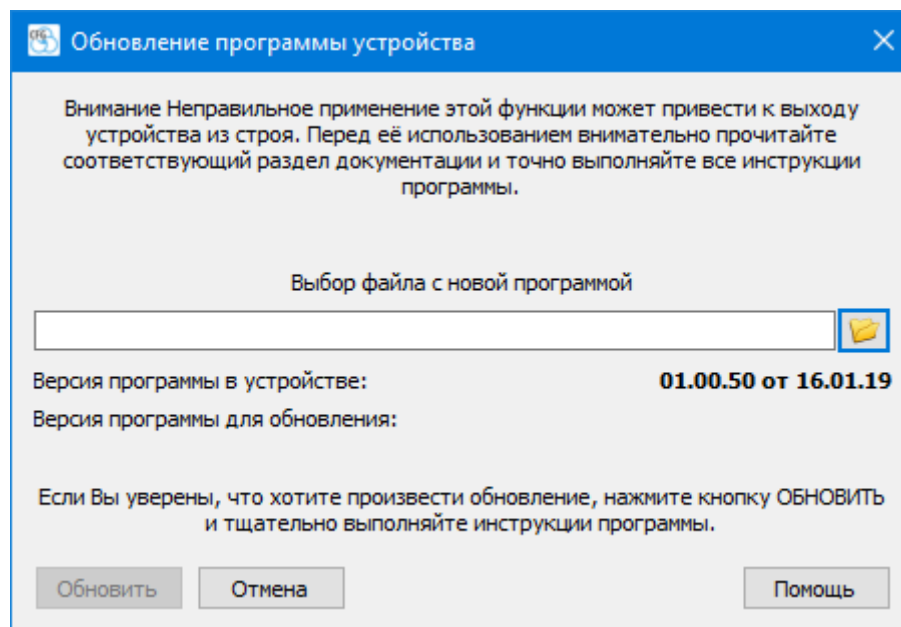 CFG
Обновление программы устройства
Внимание Неправильное применение этой функции может привести к выходу
устройства из строя. Перед её использованием внимательно прочитайте
соответствующий раздел документации и точно выполняйте все инструкции
программы.
Выбор файла с новой программой
Версия программы в устройстве: 01.00.50 от 16.01.19
Версия программы для обновления:
Если Вы уверены, что хотите произвести обновление, нажмите кнопку ОБНОВИТЬ
и тщательно выполняйте инструкции программы.
Обновить Отмена Помощь